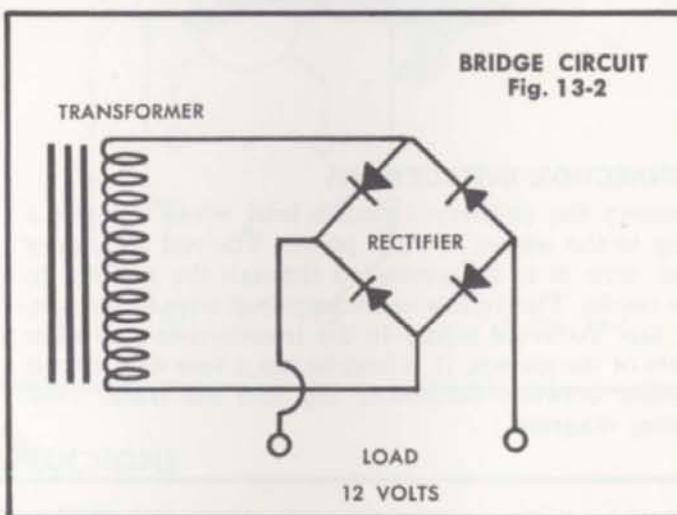 BRIDGE CIRCUIT
Fig. 13-2
TRANSFORMER
RECTIFIER
LOAD
12 VOLTS